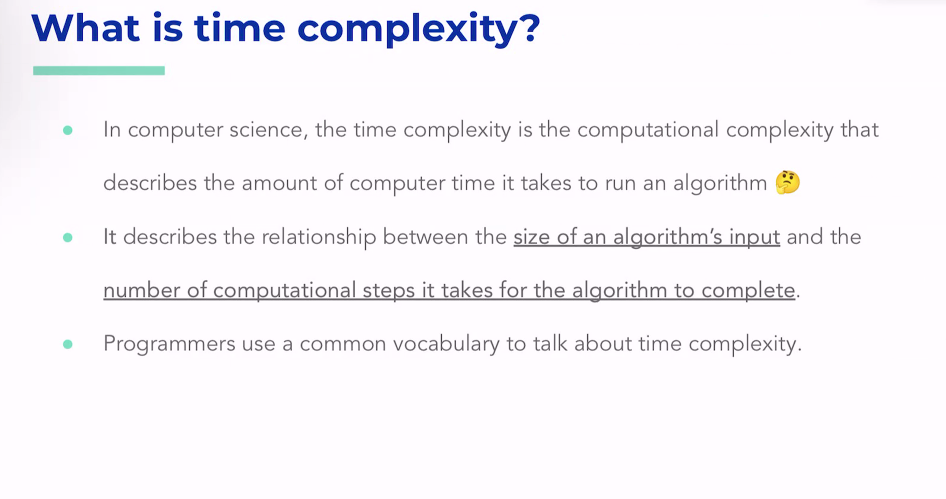 What is time complexity?
● In computer science, the time complexity is the computational complexity that
describes the amount of computer time it takes to run an algorithm 🤔
● It describes the relationship between the size of an algorithm’s input and the
number of computational steps it takes for the algorithm to complete.
● Programmers use a common vocabulary to talk about time complexity.